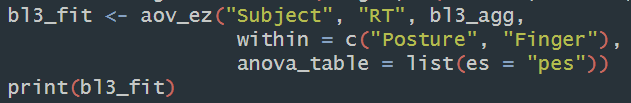 bl3_fit <- aov_ez("Subject", "RT", bl3_agg,
within = c("Posture", "Finger"),
anova_table = list(es = "pes"))
print(bl3_fit)